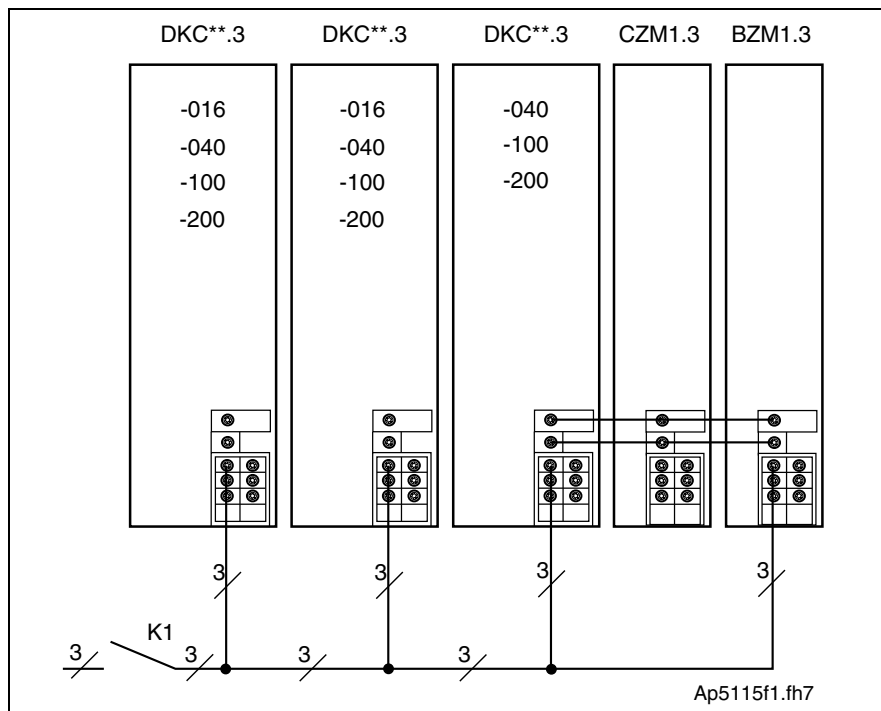 DKC**.3 DKC**.3 DKC**.3 CZM1.3 BZM1.3
-016 -016 -040
-040 -040 -100
-100 -100 -200
-200 -200
3 3 3 3
K1
3 3 3 3
Ap5115f1.fh7